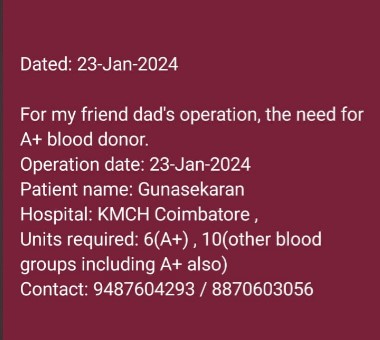 Dated: 23-Jan-2024
For my friend dad's operation, the need for
A+ blood donor.
Operation date: 23-Jan-2024
Patient name: Gunasekaran
Hospital: KMCH Coimbatore ,
Units required: 6(A+) , 10(other blood
groups including A+ also)
Contact: 9487604293 / 8870603056